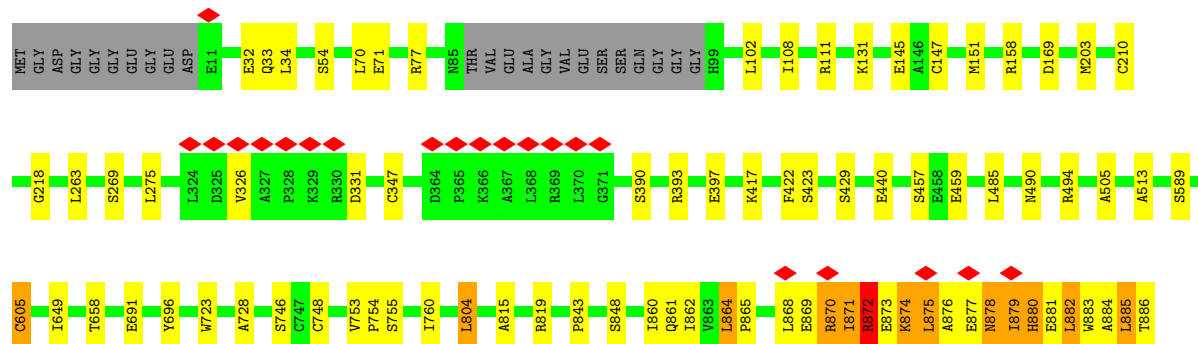 MET GLY ASP GLY GLY GLY GLU GLY GLU ASP E11 E32 Q33 L34 S54 L70 E71 R77 N85 THR VAL GLU ALA GLY VAL GLU SER SER GLN GLY GLY GLY H99 L102 I108 R111 K131 E145 A146 C147 M151 R158 D169 M203 C210
G218 L263 S269 L275 L324 D325 V326 A327 P328 K329 R330 D331 C347 D364 P365 K366 A367 L368 R369 L370 G371 S390 R393 E397 K417 F422 S423 S429 E440 S457 E458 E459 L485 N490 R494 A505 A513 S589
C605 I649 T658 E691 Y696 W723 A728 S746 C747 C748 V753 P754 S755 I760 L804 A815 R819 P843 S848 I860 Q861 I862 V863 L864 P865 L868 E869 R870 I871 R872 E873 K874 L875 A876 E877 N878 I879 H880 E881 L882 W883 A884 L885 T886